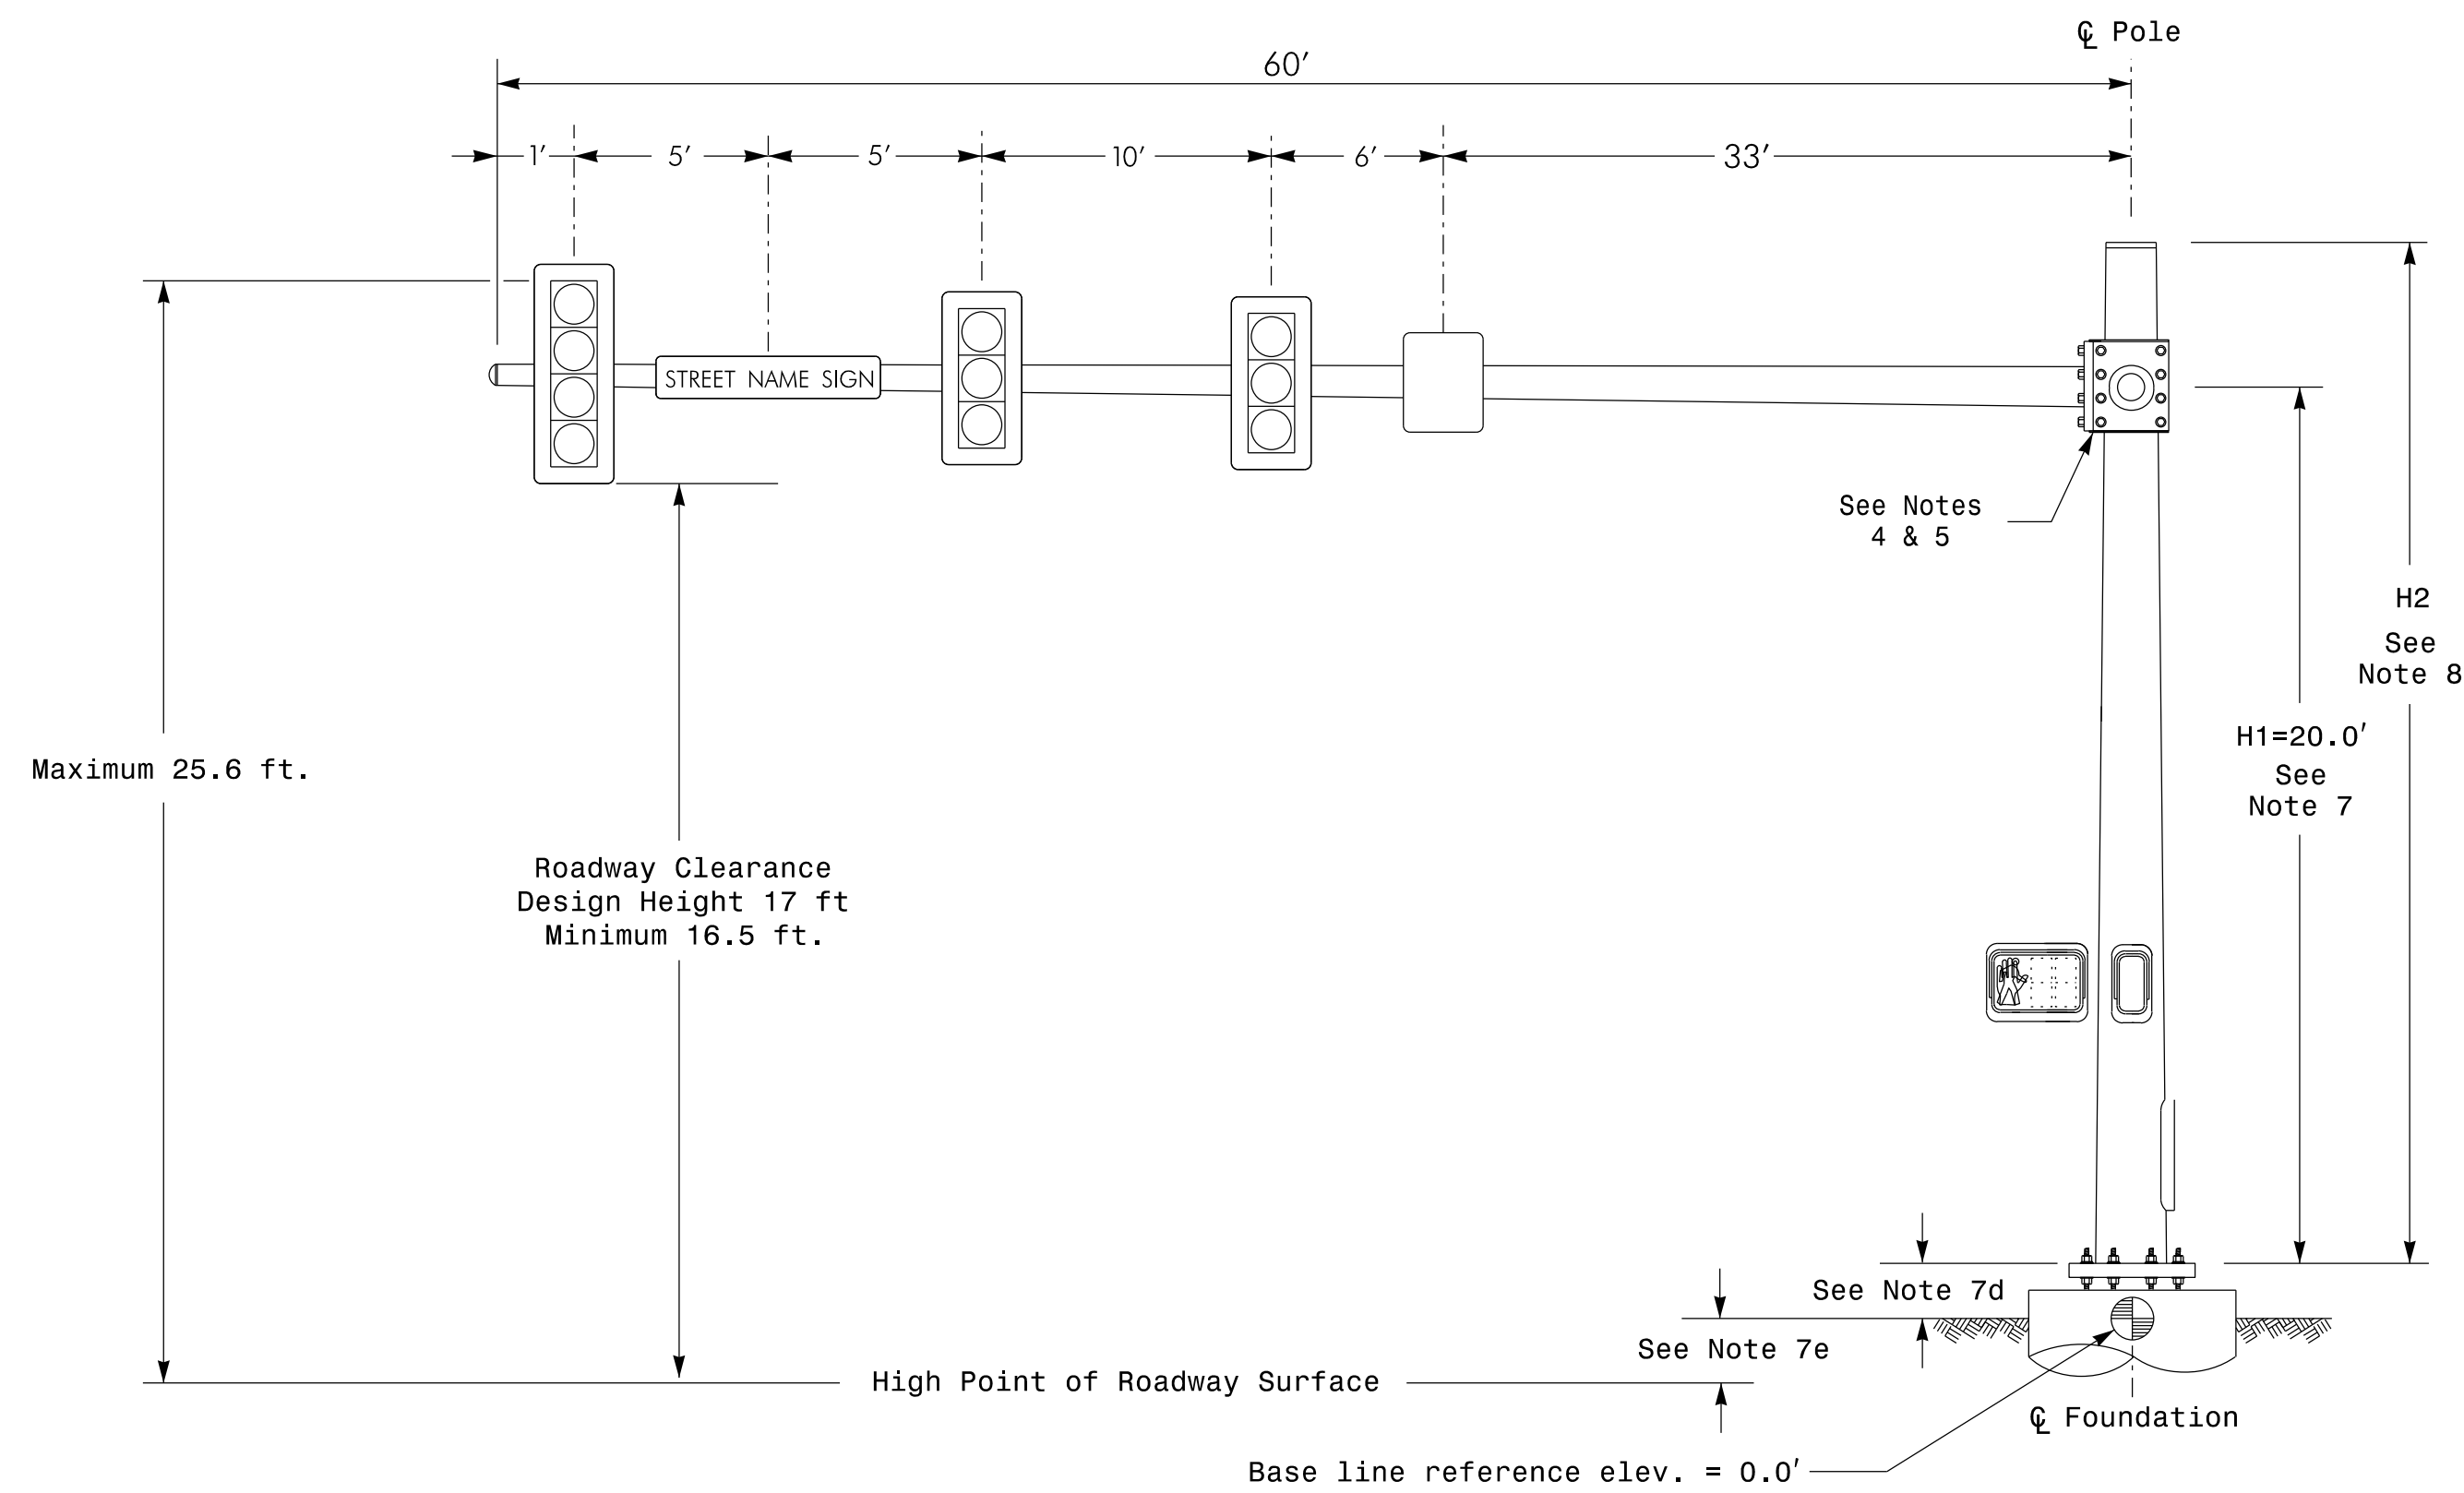 ℄ Pole
60′
1′ 5′ 5′ 10′ 6′ 33′
STREET NAME SIGN
See Notes
4 & 5
H2
See
Note 8
H1=20.0′
See
Note 7
Maximum 25.6 ft.
Roadway Clearance
Design Height 17 ft
Minimum 16.5 ft.
See Note 7d
See Note 7e
High Point of Roadway Surface
℄ Foundation
Base line reference elev. = 0.0′